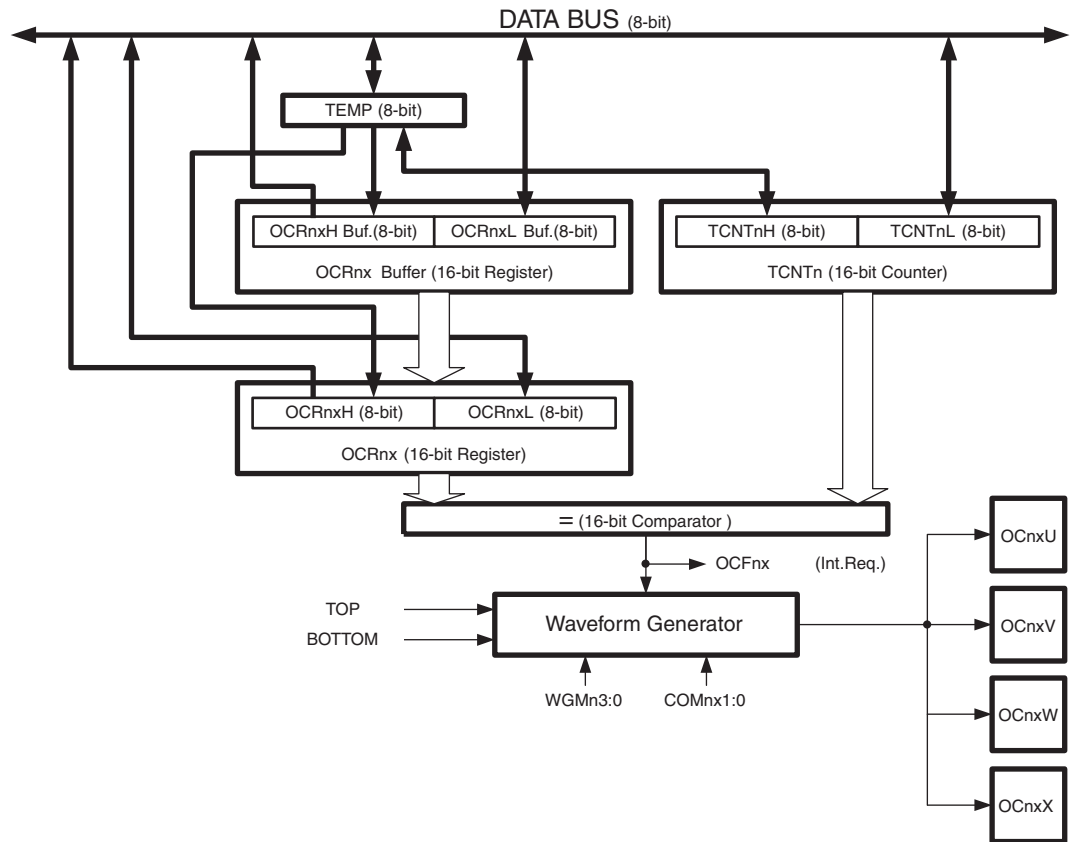 DATA BUS (8-bit)
TEMP (8-bit)
OCRnxH Buf.(8-bit) OCRnxL Buf.(8-bit)
OCRnx Buffer (16-bit Register)
TCNTnH (8-bit) TCNTnL (8-bit)
TCNTn (16-bit Counter)
OCRnxH (8-bit) OCRnxL (8-bit)
OCRnx (16-bit Register)
= (16-bit Comparator )
OCFnx (Int.Req.)
TOP
BOTTOM
Waveform Generator
WGMn3:0 COMnx1:0
OCnxU
OCnxV
OCnxW
OCnxX